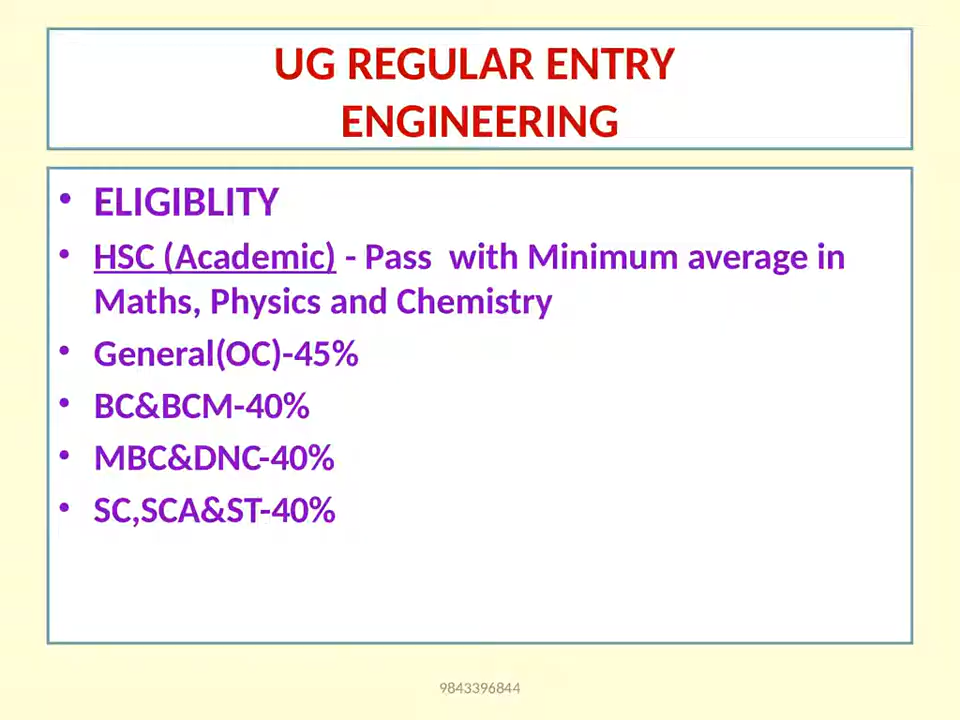 UG REGULAR ENTRY
ENGINEERING
• ELIGIBLITY
• HSC (Academic) - Pass  with Minimum average in
Maths, Physics and Chemistry
• General(OC)-45%
• BC&BCM-40%
• MBC&DNC-40%
• SC,SCA&ST-40%
9843396844